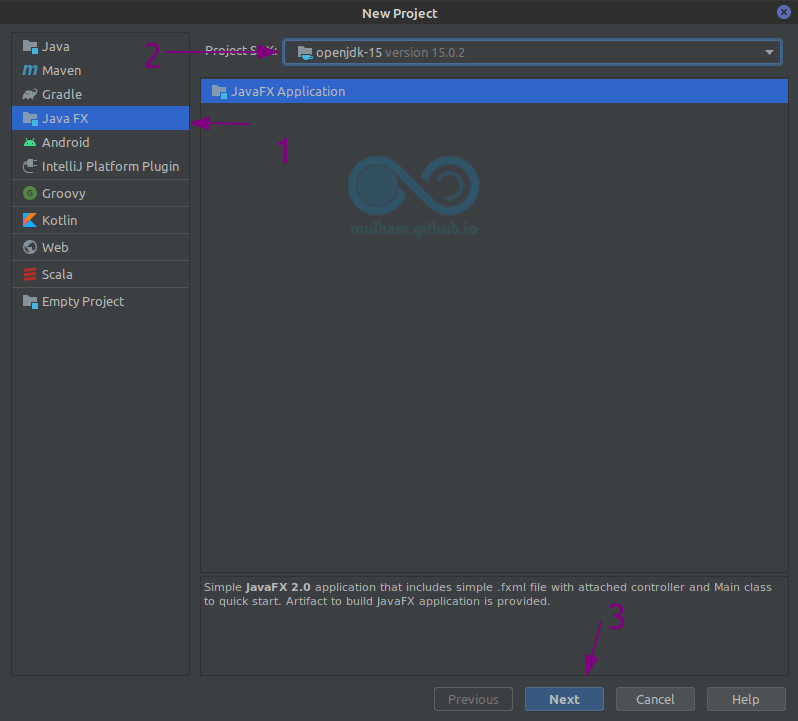 New Project
Java
Maven
Gradle
Java FX
Android
IntelliJ Platform Plugin
Groovy
Kotlin
Web
Scala
Empty Project
1
2
Project SDK:
openjdk-15 version 15.0.2
JavaFX Application
mulhem.github.io
Simple JavaFX 2.0 application that includes simple .fxml file with attached controller and Main class
to quick start. Artifact to build JavaFX application is provided.
3
Previous
Next
Cancel
Help